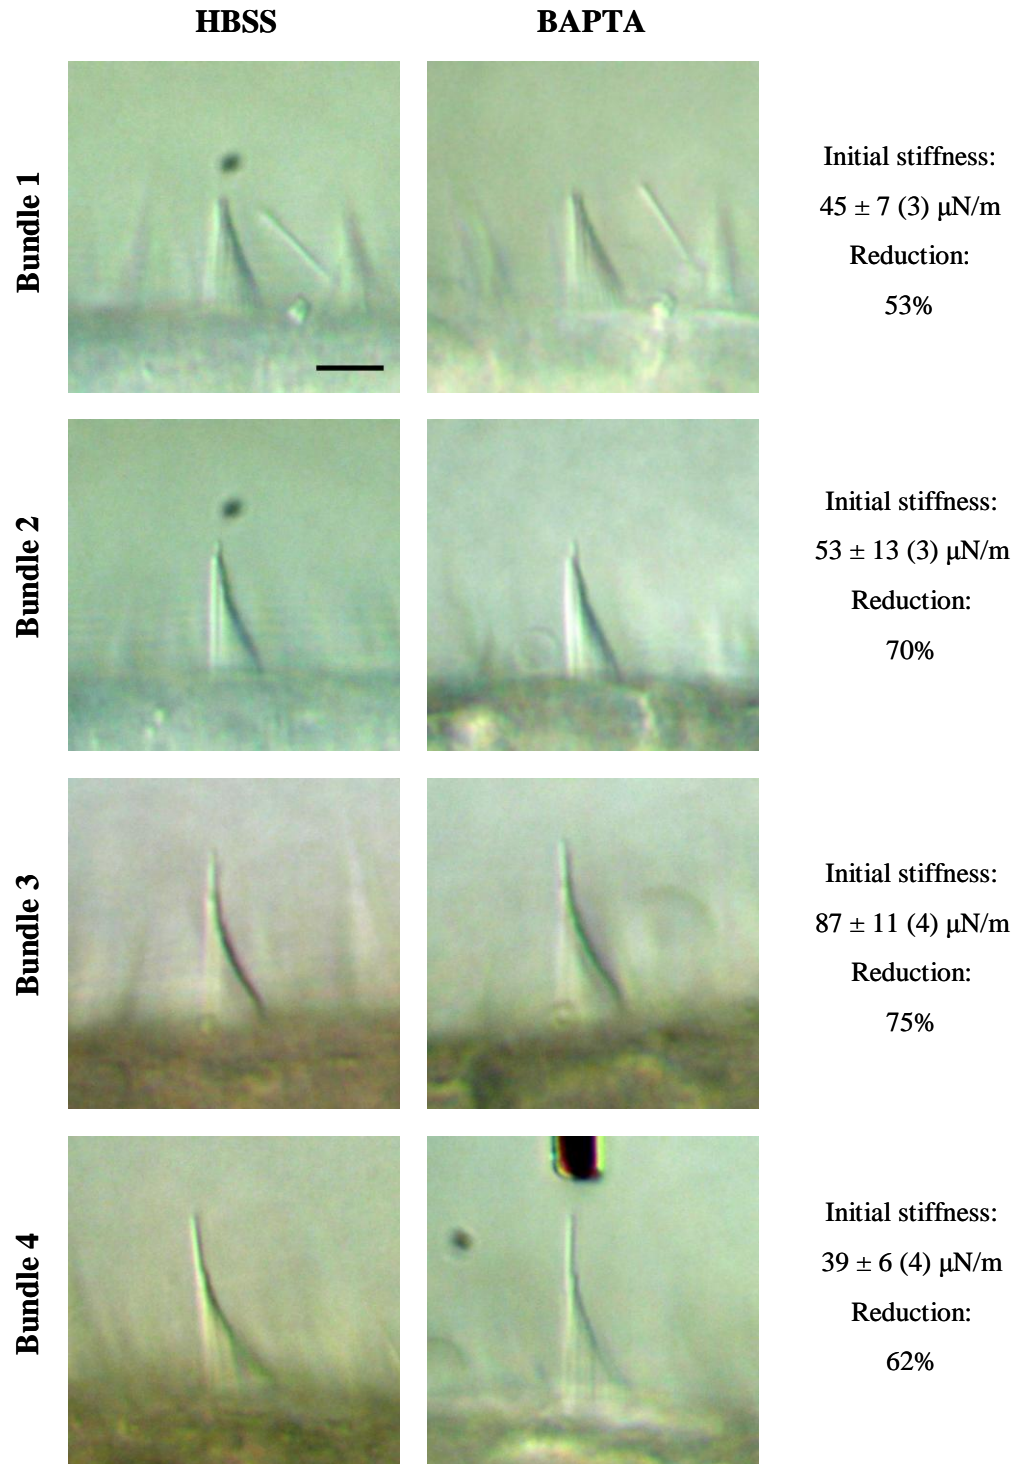 HBSS
BAPTA
Bundle 1
Initial stiffness:
45 ± 7 (3) μN/m
Reduction:
53%
Bundle 2
Initial stiffness:
53 ± 13 (3) μN/m
Reduction:
70%
Bundle 3
Initial stiffness:
87 ± 11 (4) μN/m
Reduction:
75%
Bundle 4
Initial stiffness:
39 ± 6 (4) μN/m
Reduction:
62%